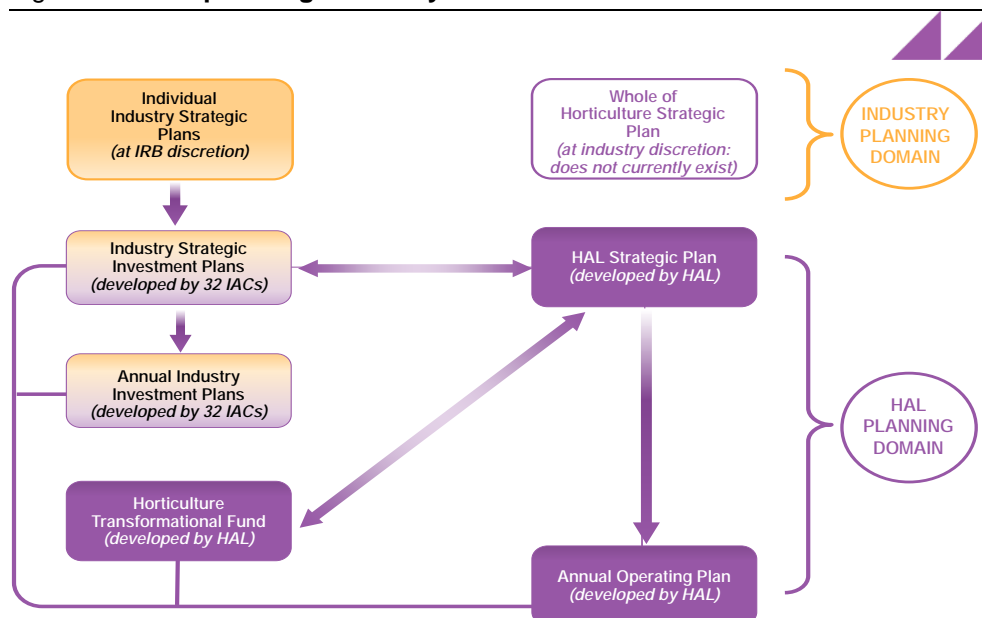 Individual
Industry Strategic
Plans
(at IRB discretion)
Whole of
Horticulture Strategic
Plan
(at industry discretion:
does not currently exist)
INDUSTRY
PLANNING
DOMAIN
Industry Strategic
Investment Plans
(developed by 32 IACs)
HAL Strategic Plan
(developed by HAL)
Annual Industry
Investment Plans
(developed by 32 IACs)
HAL
PLANNING
DOMAIN
Horticulture
Transformational Fund
(developed by HAL)
Annual Operating Plan
(developed by HAL)